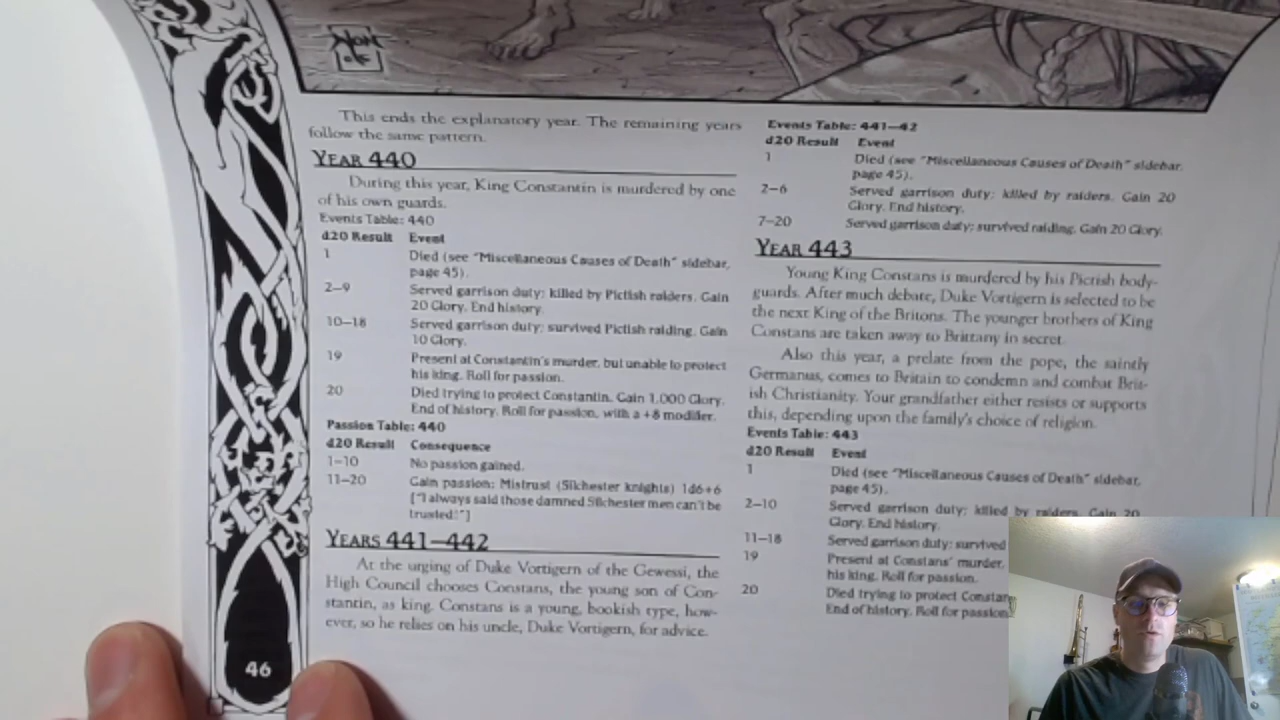 This ends the explanatory year. The remaining years
follow the same pattern.
YEAR 440
During this year, King Constantin is murdered by one
of his own guards.
Events Table: 440
d20 Result Event
1 Died (see "Miscellaneous Causes of Death" sidebar,
page 45).
2–9 Served garrison duty: killed by Pictish raiders. Gain
20 Glory. End history.
10–18 Served garrison duty: survived Pictish raiding. Gain
10 Glory.
19 Present at Constantin's murder, but unable to protect
his king. Roll for passion.
20 Died trying to protect Constantin. Gain 1,000 Glory.
End of history. Roll for passion, with a +8 modifier.
Passion Table: 440
d20 Result Consequence
1–10 No passion gained.
11–20 Gain passion: Mistrust (Silchester knights) 1d6+6
["I always said those damned Silchester men can't be
trusted!"]
YEARS 441–442
At the urging of Duke Vortigern of the Gewessi, the
High Council chooses Constans, the young son of Con-
stantin, as king. Constans is a young, bookish type, how-
ever, so he relies on his uncle, Duke Vortigern, for advice.
46
Events Table: 441–42
d20 Result Event
1 Died (see "Miscellaneous Causes of Death" sidebar,
page 45).
2–6 Served garrison duty: killed by raiders. Gain 20
Glory. End history.
7–20 Served garrison duty: survived raiding. Gain 20 Glory.
YEAR 443
Young King Constans is murdered by his Pictish body-
guards. After much debate, Duke Vortigern is selected to be
the next King of the Britons. The younger brothers of King
Constans are taken away to Brittany in secret.
Also this year, a prelate from the pope, the saintly
Germanus, comes to Britain to condemn and combat Brit-
ish Christianity. Your grandfather either resists or supports
this, depending upon the family's choice of religion.
Events Table: 443
d20 Result Event
1 Died (see "Miscellaneous Causes of Death" sidebar,
page 45).
2–10 Served garrison duty: killed by raiders. Gain 20
Glory. End history.
11–18 Served garrison duty: survived
19 Present at Constans' murder,
his king. Roll for passion.
20 Died trying to protect Constan
End of history. Roll for passion